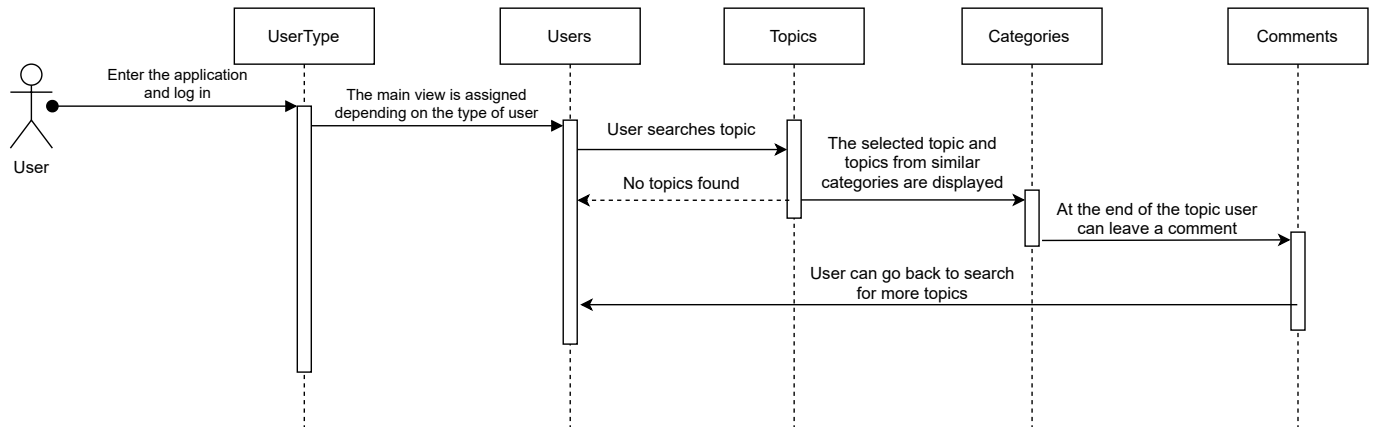 UserType
Users
Topics
Categories
Comments
Enter the application
and log in
User
The main view is assigned
depending on the type of user
User searches topic
No topics found
The selected topic and
topics from similar
categories are displayed
At the end of the topic user
can leave a comment
User can go back to search
for more topics